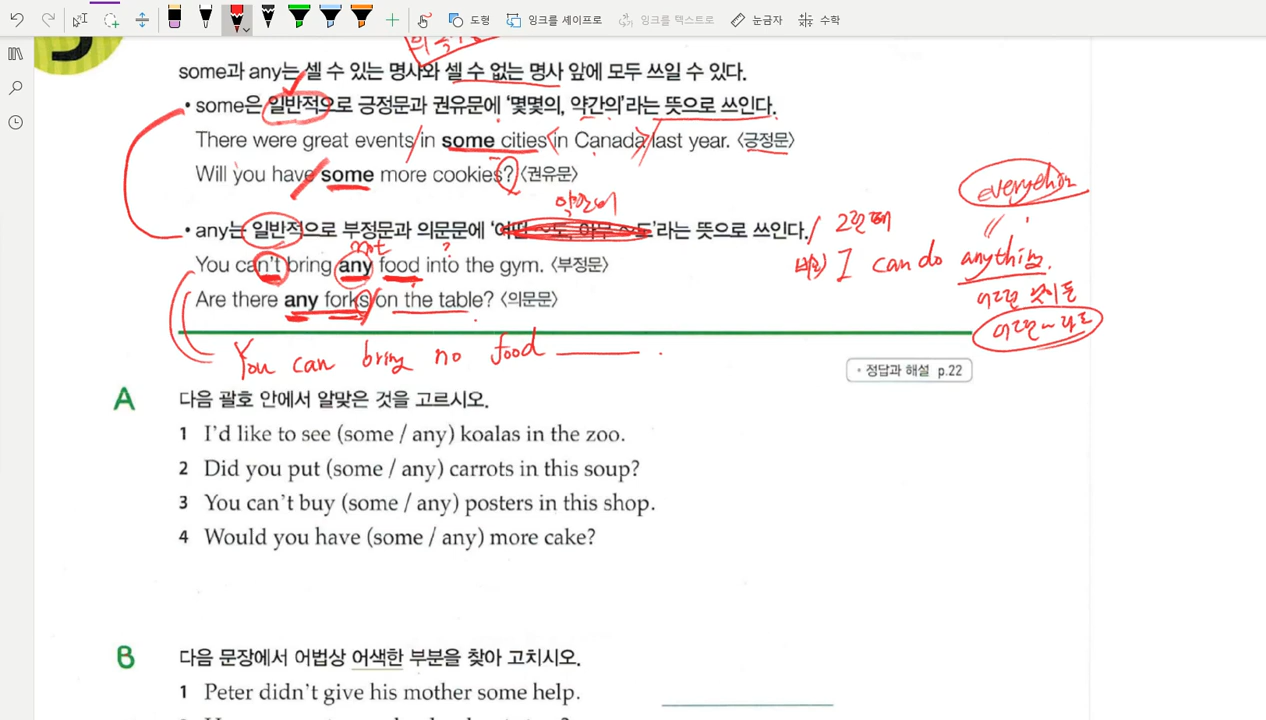 도형 잉크를 셰이프로 잉크를 텍스트로 눈금자 수학
some과 any는 셀 수 있는 명사와 셀 수 없는 명사 앞에 모두 쓰일 수 있다.
• some은 일반적으로 긍정문과 권유문에 '몇몇의, 약간의'라는 뜻으로 쓰인다.
There were great events in some cities in Canada last year. 〈긍정문〉
Will you have some more cookies? 〈권유문〉
everything
• any는 일반적으로 부정문과 의문문에 '라는 뜻으로 쓰인다.
not ?
You can't bring any food into the gym. 〈부정문〉
I can do anything.
Are there any forks on the table? 〈의문문〉
You can bring no food
• 정답과 해설 p.22
A 다음 괄호 안에서 알맞은 것을 고르시오.
1 I'd like to see (some / any) koalas in the zoo.
2 Did you put (some / any) carrots in this soup?
3 You can't buy (some / any) posters in this shop.
4 Would you have (some / any) more cake?
B 다음 문장에서 어법상 어색한 부분을 찾아 고치시오.
1 Peter didn't give his mother some help.